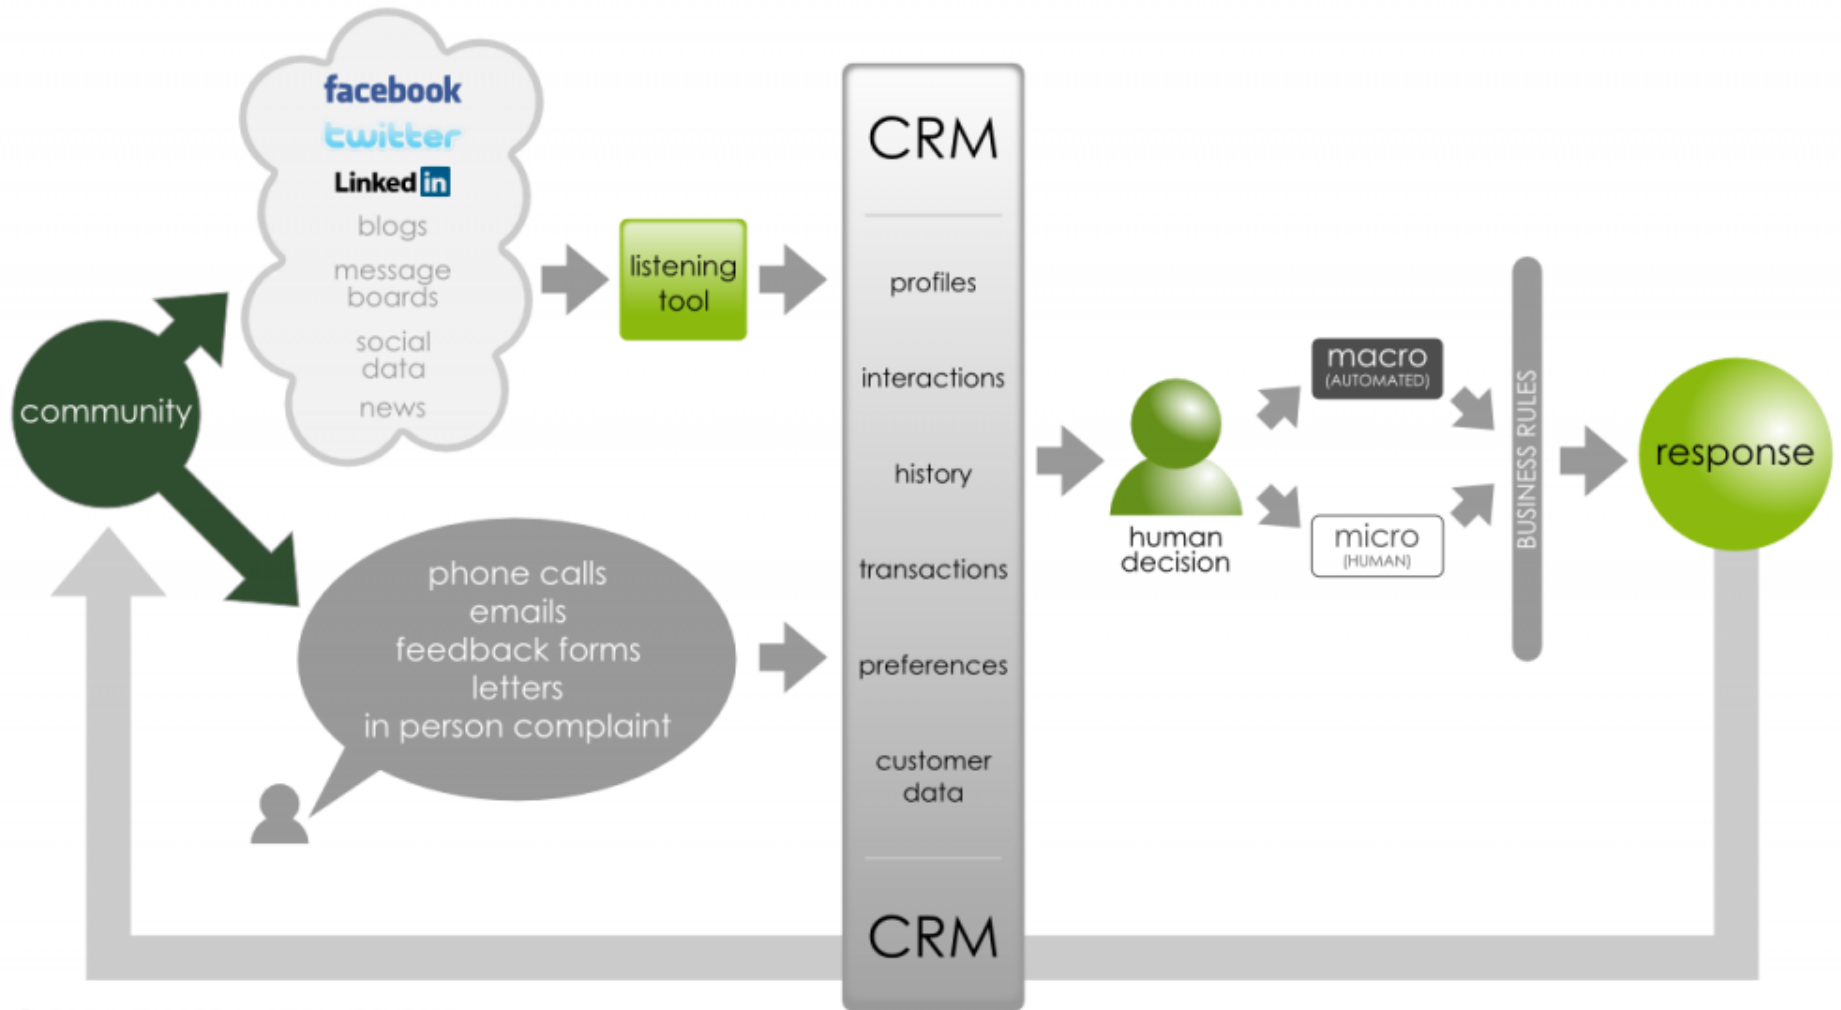 facebook
twitter
Linked in
blogs
message
boards
social
data
news
community
listening
tool
phone calls
emails
feedback forms
letters
in person complaint
CRM
profiles
interactions
history
transactions
preferences
customer
data
CRM
human
decision
macro
(AUTOMATED)
micro
(HUMAN)
BUSINESS RULES
response